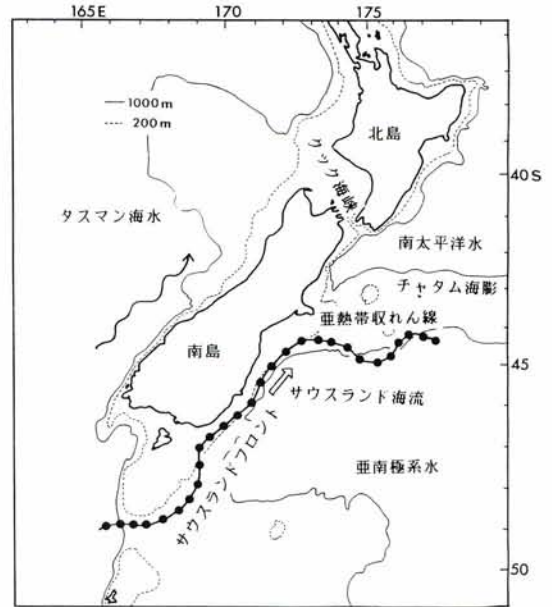 165E 170 175
1000m
200m
北島
クック海峡
40S
タスマン海水
南太平洋水
チャタム海膨
亜熱帯収れん線
南島
45
サウスランド海流
サウスランドフロント
亜南極系水
50